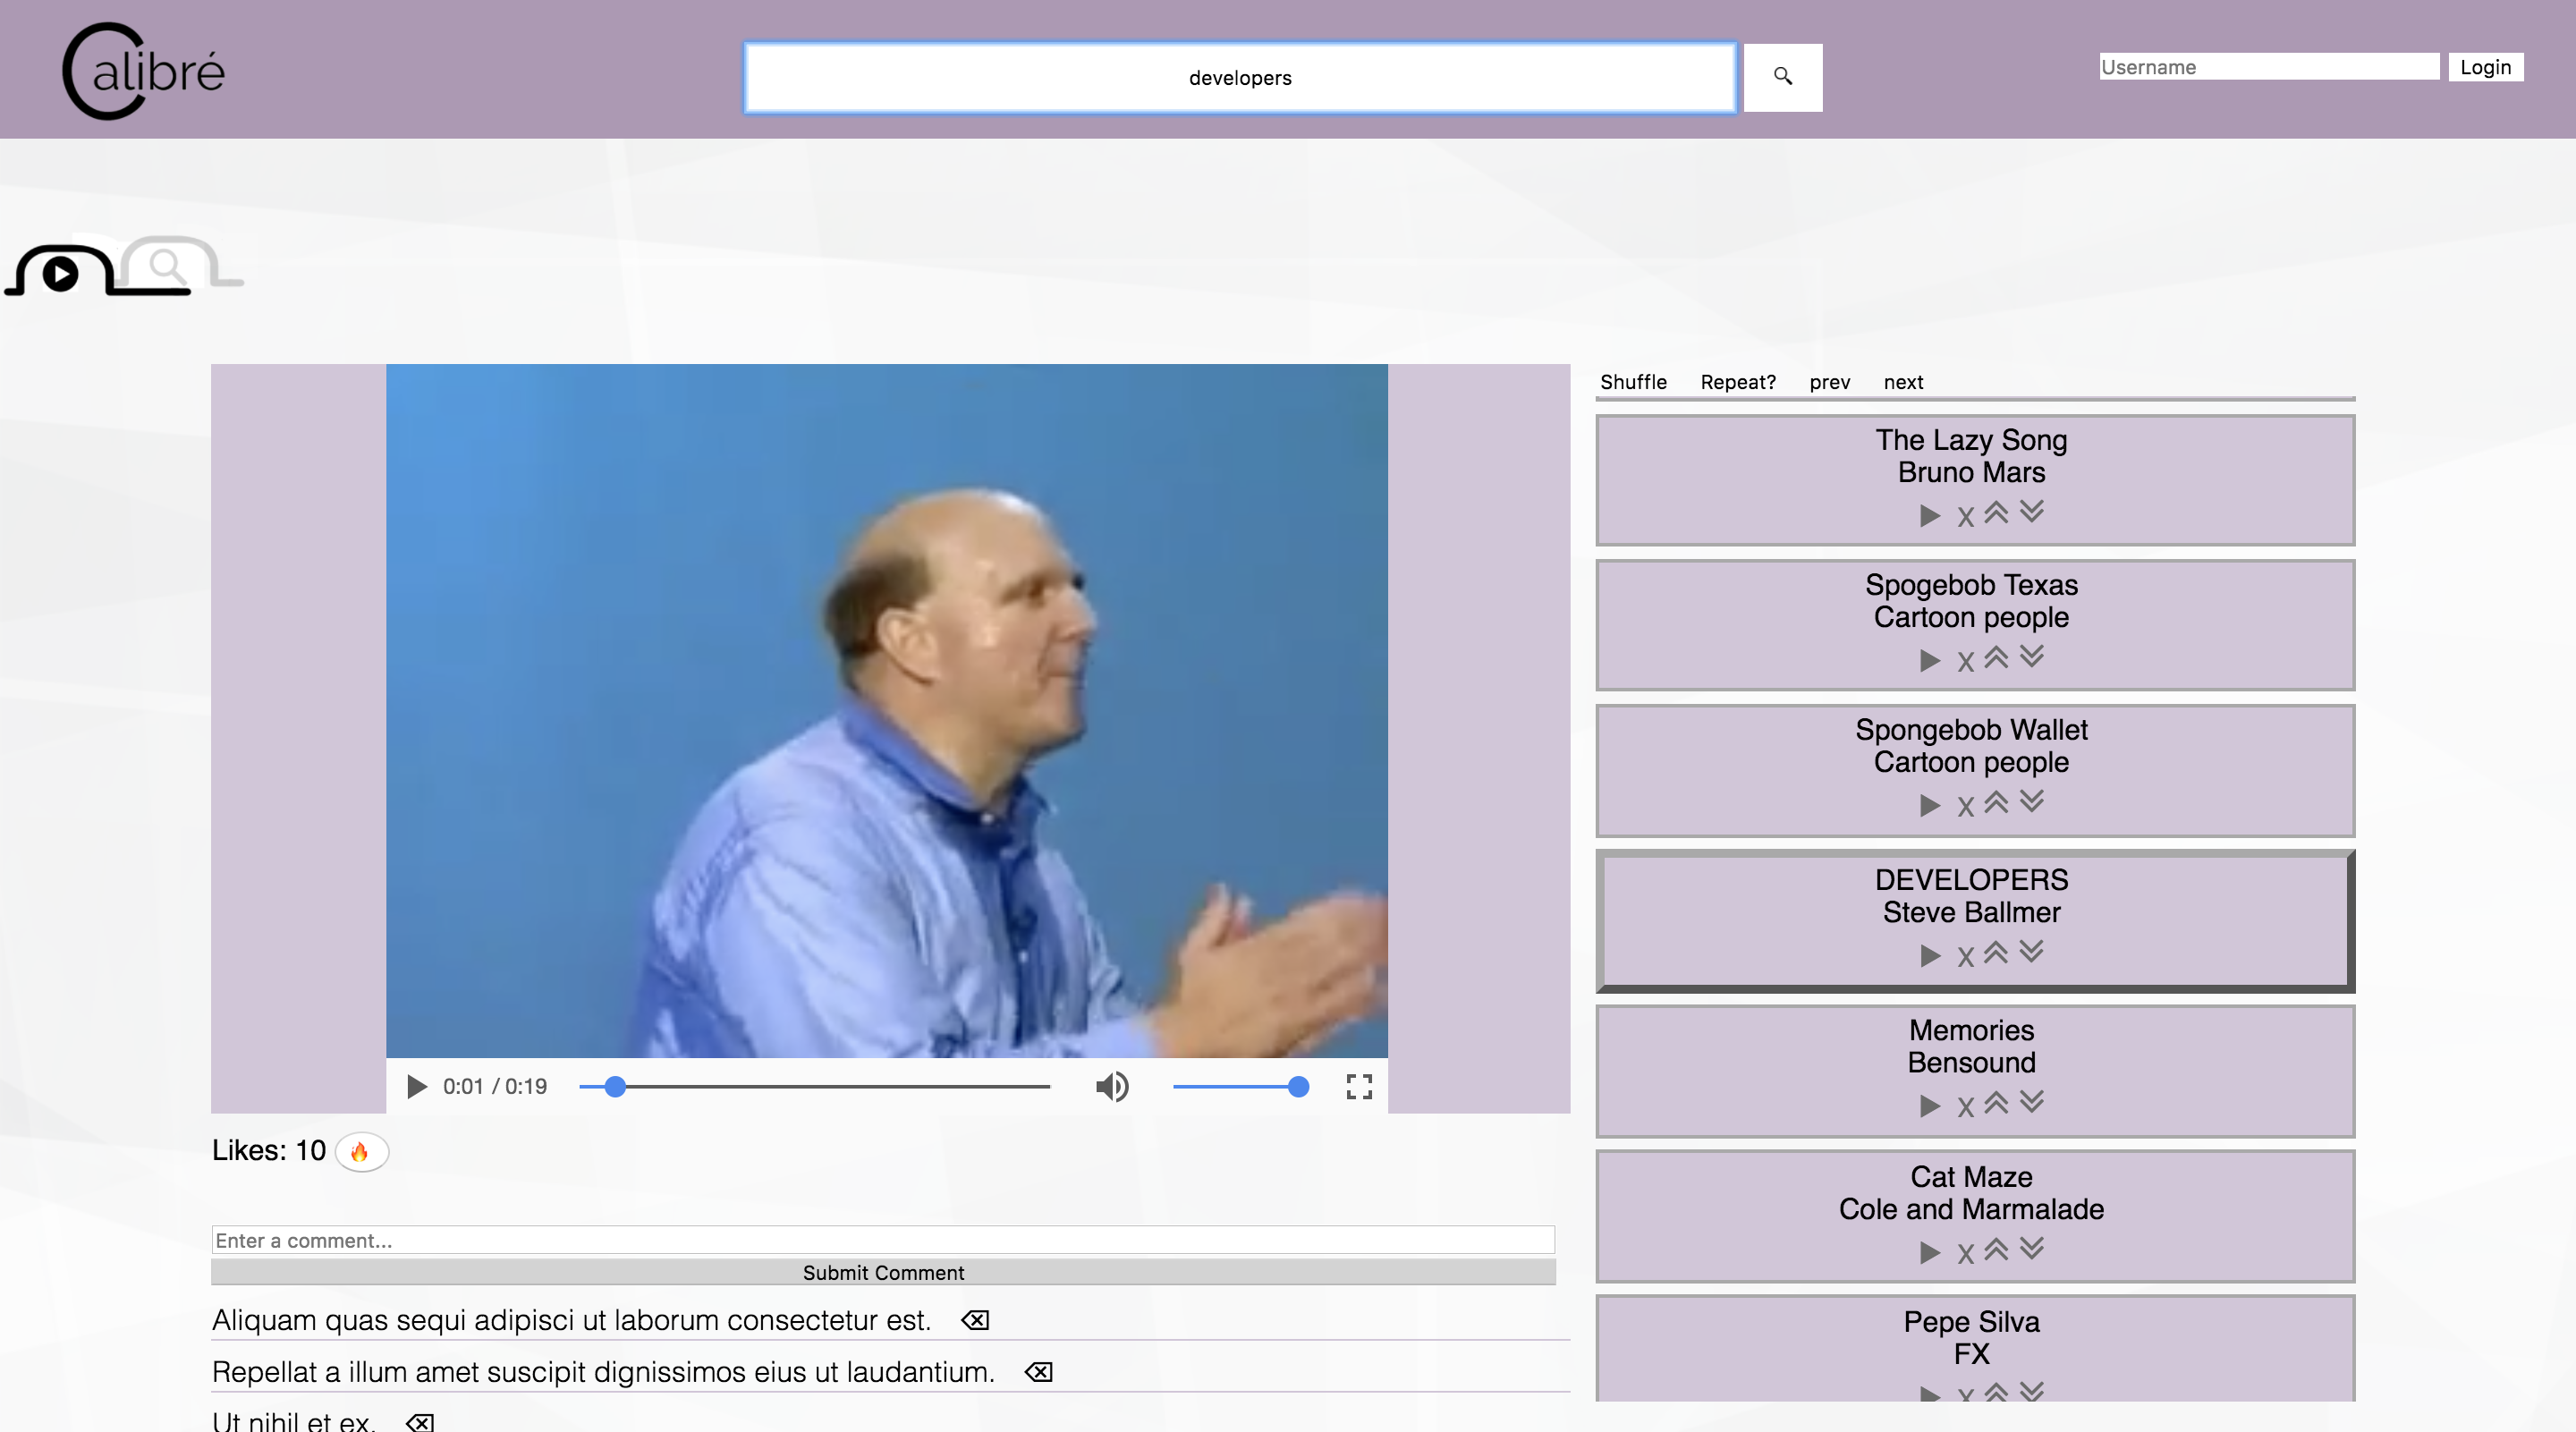 Calibré
developers
Username
Login
Shuffle Repeat? prev next
The Lazy Song
Bruno Mars
X
Spogebob Texas
Cartoon people
X
Spongebob Wallet
Cartoon people
X
DEVELOPERS
Steve Ballmer
X
Memories
Bensound
X
Cat Maze
Cole and Marmalade
X
Pepe Silva
FX
X
0:01 / 0:19
Likes: 10
Enter a comment...
Submit Comment
Aliquam quas sequi adipisci ut laborum consectetur est.
Repellat a illum amet suscipit dignissimos eius ut laudantium.
Ut nihil et ex.